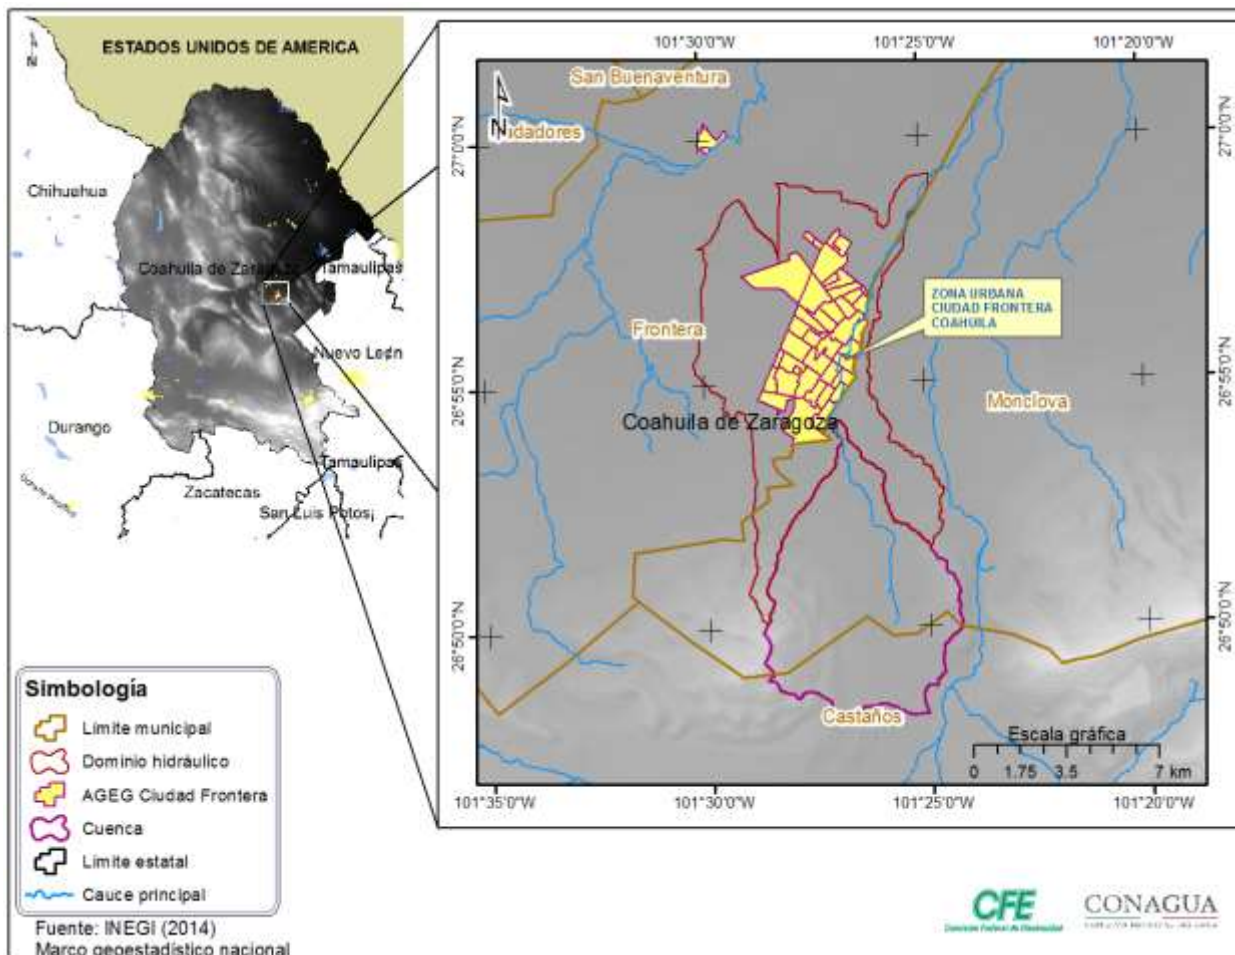 N
ESTADOS UNIDOS DE AMERICA
Chihuahua
Coahuila de Zaragoza
Tamaulipas
Nuevo León
Durango
Tamaulipas
Zacatecas
San Luis Potosí
101°30'0"W
101°25'0"W
101°20'0"W
San Buenaventura
N
27°0'0"N
27°0'0"N
ZONA URBANA
CIUDAD FRONTERA
COAHUILA
Frontera
Monclova
26°55'0"N
26°55'0"N
Coahuila de Zaragoza
26°50'0"N
26°50'0"N
Castaños
Escala gráfica
0 1.75 3.5 7 km
101°35'0"W
101°30'0"W
101°25'0"W
101°20'0"W
Simbología
Límite municipal
Dominio hidráulico
AGEG Ciudad Frontera
Cuenca
Límite estatal
Cauce principal
Fuente: INEGI (2014)
Marco geoestadístico nacional
CFE
Comisión Federal de Electricidad
CONAGUA